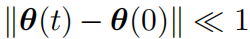 ‖𝜽(t) − 𝜽(0)‖ ≪ 1